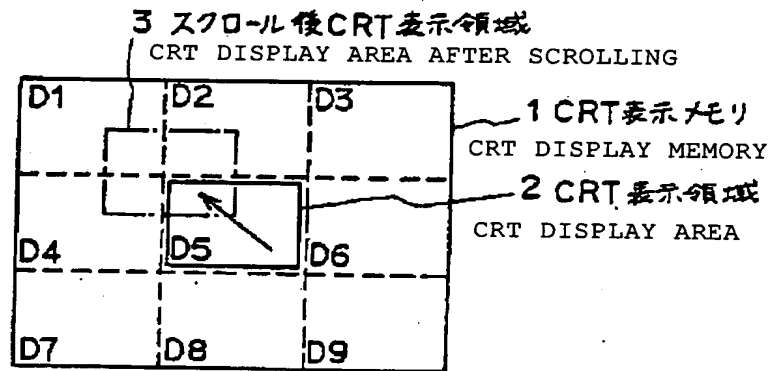 3 スクロール後CRT表示領域
CRT DISPLAY AREA AFTER SCROLLING
D1 D2 D3
1 CRT表示メモリ
CRT DISPLAY MEMORY
2 CRT表示領域
CRT DISPLAY AREA
D4 D5 D6
D7 D8 D9